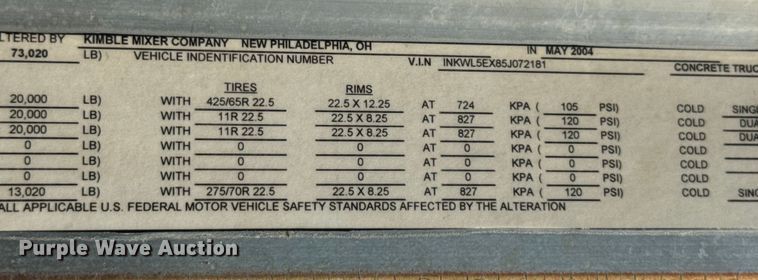 LTERED BY KIMBLE MIXER COMPANY NEW PHILADELPHIA, OH IN MAY 2004
73,020 LB) VEHICLE INDENTIFICATION NUMBER V.I.N INKWL5EX85J072181 CONCRETE TRUC
TIRES RIMS
20,000 LB) WITH 425/65R 22.5 22.5 X 12.25 AT 724 KPA ( 105 PSI) COLD SING
20,000 LB) WITH 11R 22.5 22.5 X 8.25 AT 827 KPA ( 120 PSI) COLD DUA
20,000 LB) WITH 11R 22.5 22.5 X 8.25 AT 827 KPA ( 120 PSI) COLD DUA
0 LB) WITH 0 0 AT 0 KPA ( 0 PSI) COLD
0 LB) WITH 0 0 AT 0 KPA ( 0 PSI) COLD
0 LB) WITH 0 0 AT 0 KPA ( 0 PSI) COLD
13,020 LB) WITH 275/70R 22.5 22.5 X 8.25 AT 827 KPA ( 120 PSI) COLD SING
ALL APPLICABLE U.S. FEDERAL MOTOR VEHICLE SAFETY STANDARDS AFFECTED BY THE ALTERATION
Purple Wave Auction